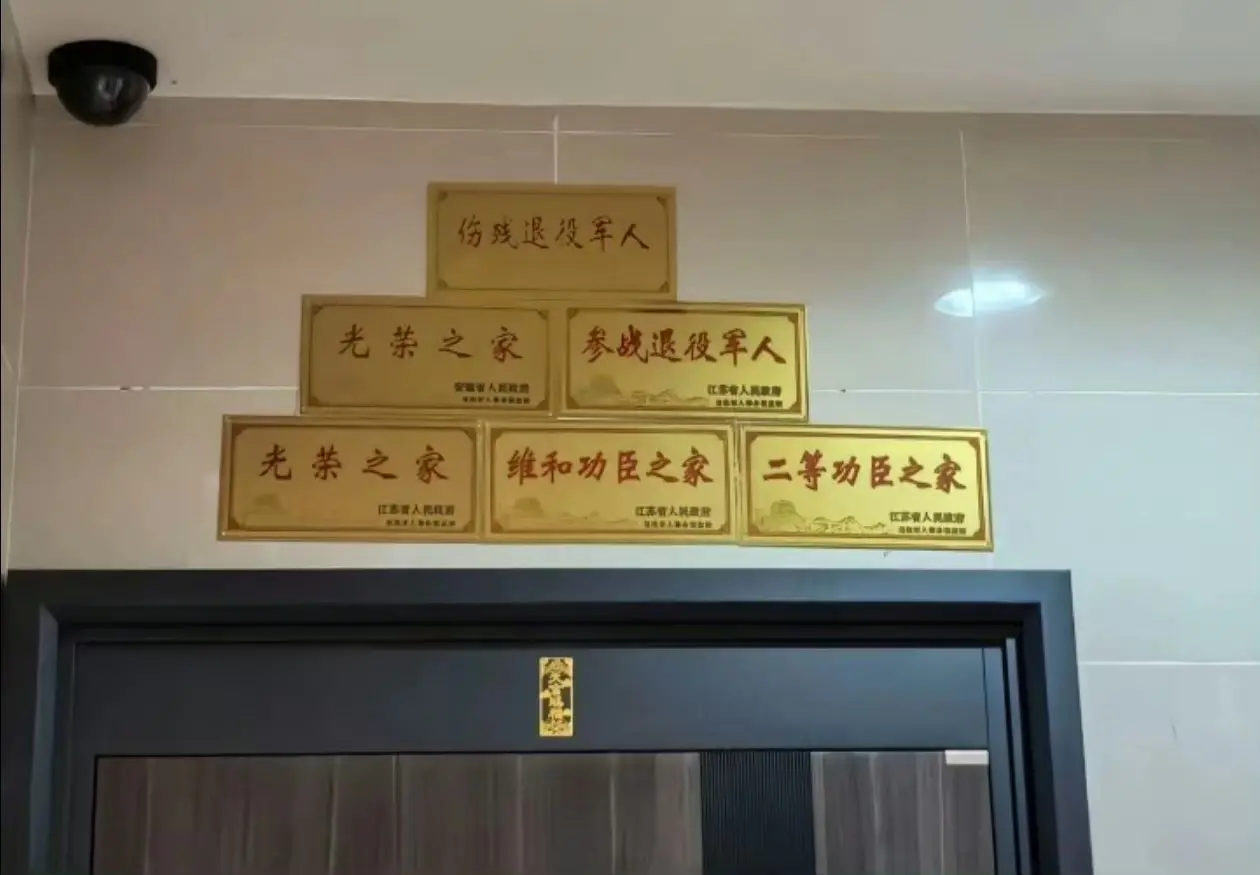 伤残退役军人
光荣之家
安徽省人民政府
参战退役军人
江苏省人民政府
光荣之家
江苏省人民政府
维和功臣之家
江苏省人民政府
二等功臣之家
江苏省人民政府